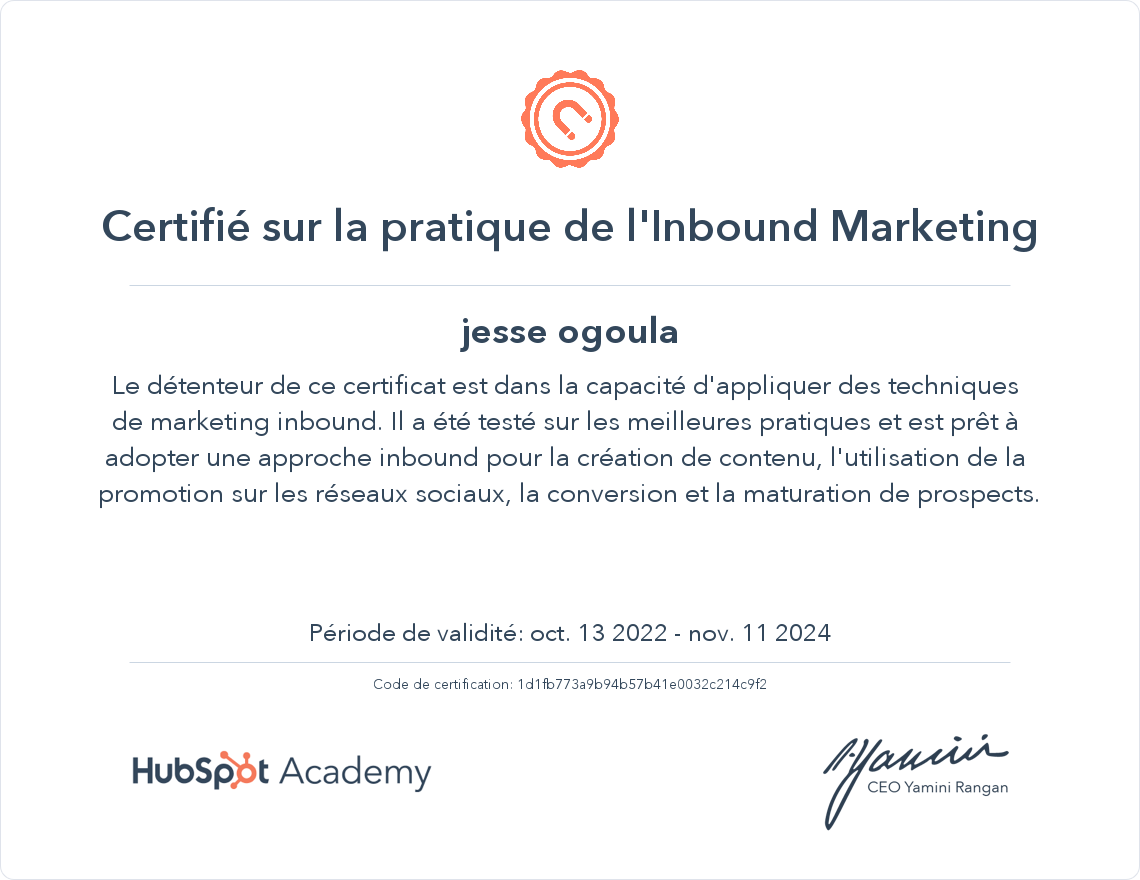 Certifié sur la pratique de l'Inbound Marketing
jesse ogoula
Le détenteur de ce certificat est dans la capacité d'appliquer des techniques
de marketing inbound. Il a été testé sur les meilleures pratiques et est prêt à
adopter une approche inbound pour la création de contenu, l'utilisation de la
promotion sur les réseaux sociaux, la conversion et la maturation de prospects.
Période de validité: oct. 13 2022 - nov. 11 2024
Code de certification: 1d1fb773a9b94b57b41e0032c214c9f2
HubSpot Academy
CEO Yamini Rangan